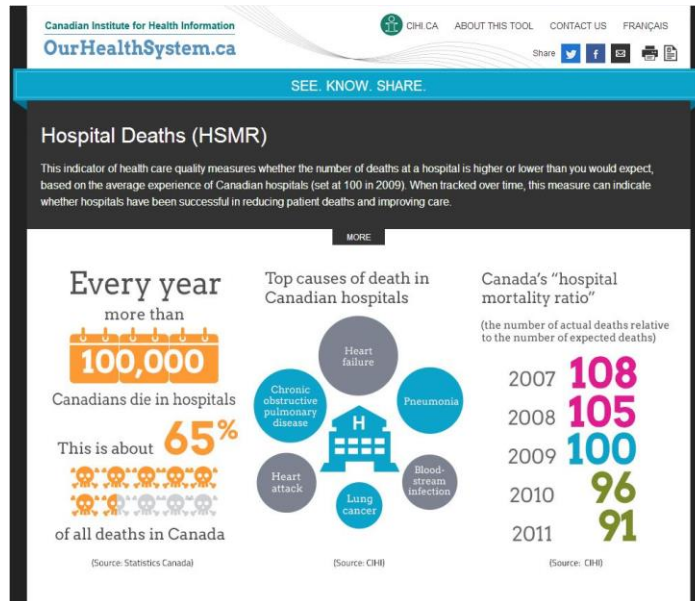 Canadian Institute for Health Information
OurHealthSystem.ca
CIHI.CA ABOUT THIS TOOL CONTACT US FRANÇAIS
Share
SEE. KNOW. SHARE.
Hospital Deaths (HSMR)
This indicator of health care quality measures whether the number of deaths at a hospital is higher or lower than you would expect,
based on the average experience of Canadian hospitals (set at 100 in 2009). When tracked over time, this measure can indicate
whether hospitals have been successful in reducing patient deaths and improving care.
MORE
Every year
more than
100,000
Canadians die in hospitals
This is about 65%
of all deaths in Canada
(Source: Statistics Canada)
Top causes of death in
Canadian hospitals
Heart
failure
Chronic
obstructive
pulmonary
disease
Pneumonia
H
Heart
attack
Blood-
stream
infection
Lung
cancer
(Source: CIHI)
Canada's "hospital
mortality ratio"
(the number of actual deaths relative
to the number of expected deaths)
2007 108
2008 105
2009 100
2010 96
2011 91
(Source: CIHI)